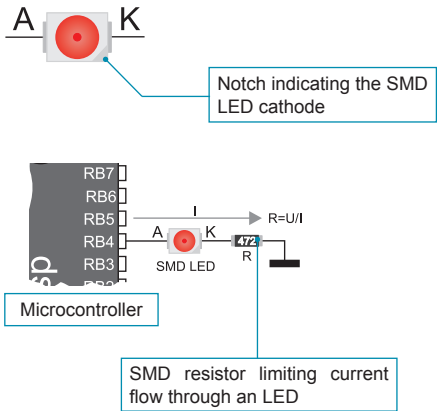 A K
Notch indicating the SMD
LED cathode
RB7
RB6
RB5
I
R=U/I
RB4
A
K
472
RB3
SMD LED
R
Microcontroller
SMD resistor limiting current
flow through an LED